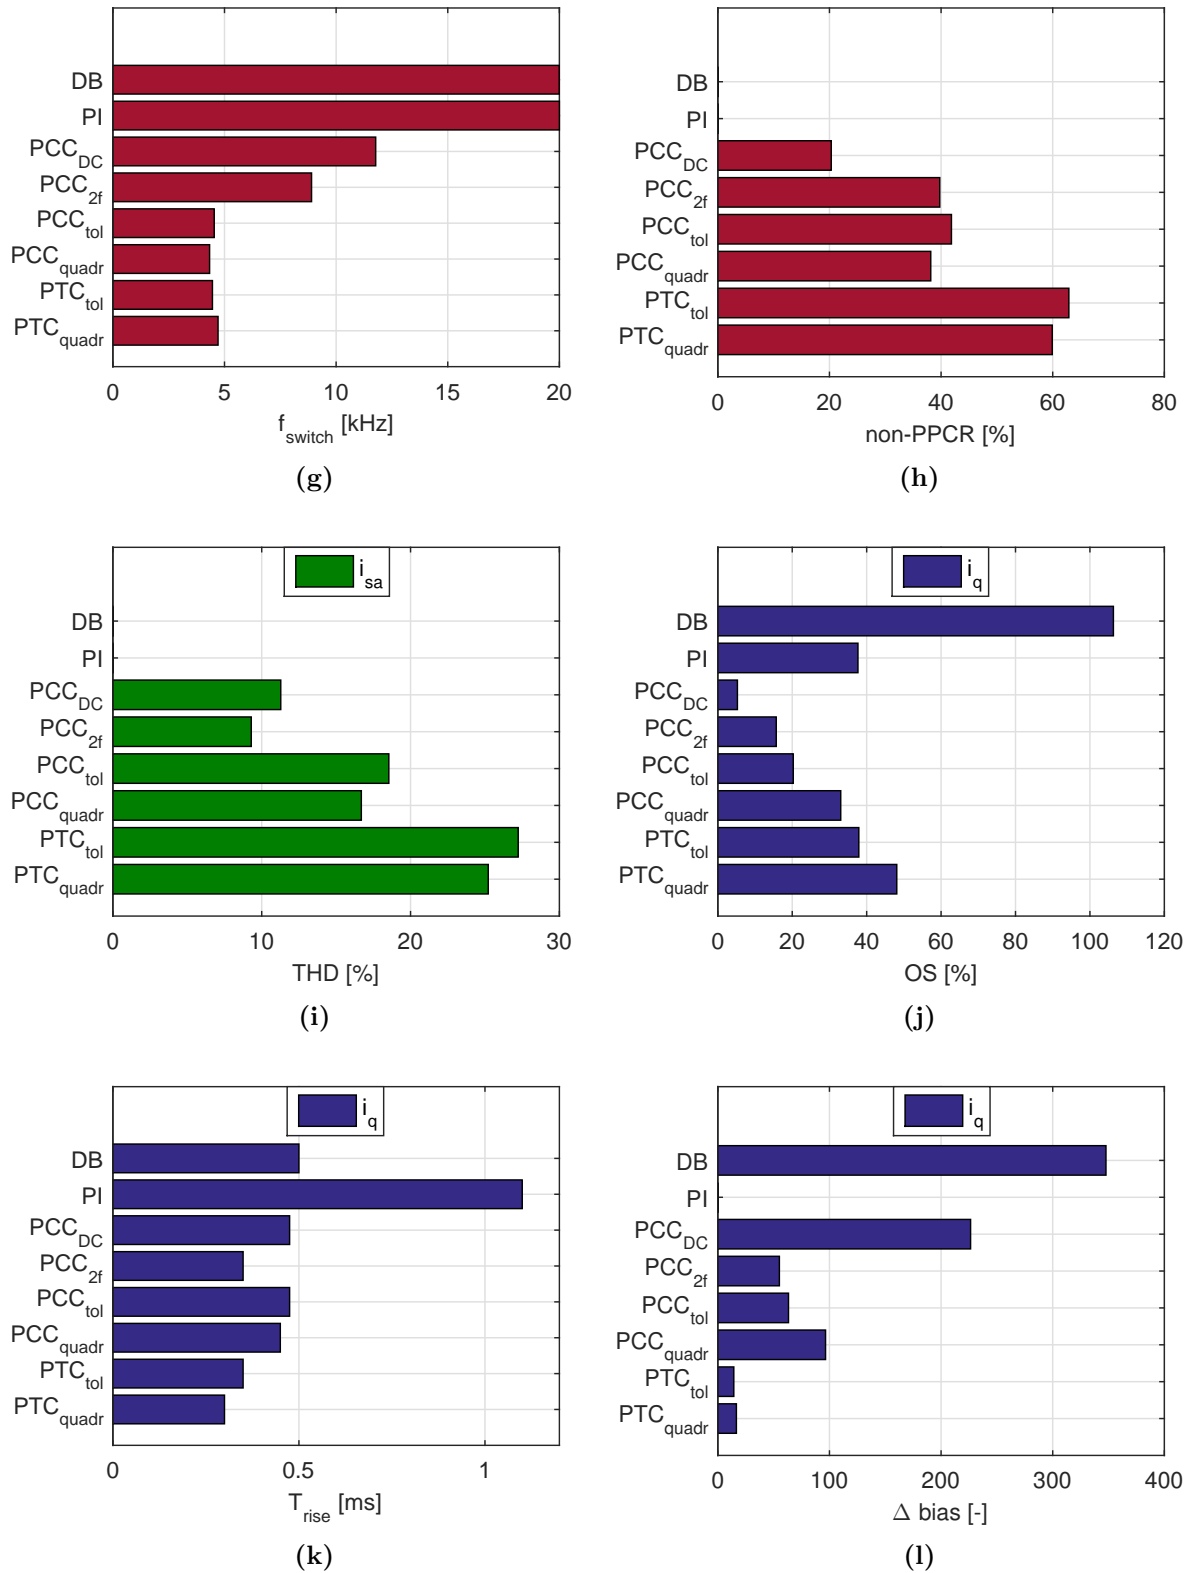 DB
PI
PCC_DC
PCC_2f
PCC_tol
PCC_quadr
PTC_tol
PTC_quadr
0 5 10 15 20
f_switch [kHz]
(g)
DB
PI
PCC_DC
PCC_2f
PCC_tol
PCC_quadr
PTC_tol
PTC_quadr
0 20 40 60 80
non-PPCR [%]
(h)
i_sa
DB
PI
PCC_DC
PCC_2f
PCC_tol
PCC_quadr
PTC_tol
PTC_quadr
0 10 20 30
THD [%]
(i)
i_q
DB
PI
PCC_DC
PCC_2f
PCC_tol
PCC_quadr
PTC_tol
PTC_quadr
0 20 40 60 80 100 120
OS [%]
(j)
i_q
DB
PI
PCC_DC
PCC_2f
PCC_tol
PCC_quadr
PTC_tol
PTC_quadr
0 0.5 1
T_rise [ms]
(k)
i_q
DB
PI
PCC_DC
PCC_2f
PCC_tol
PCC_quadr
PTC_tol
PTC_quadr
0 100 200 300 400
Δ bias [-]
(l)